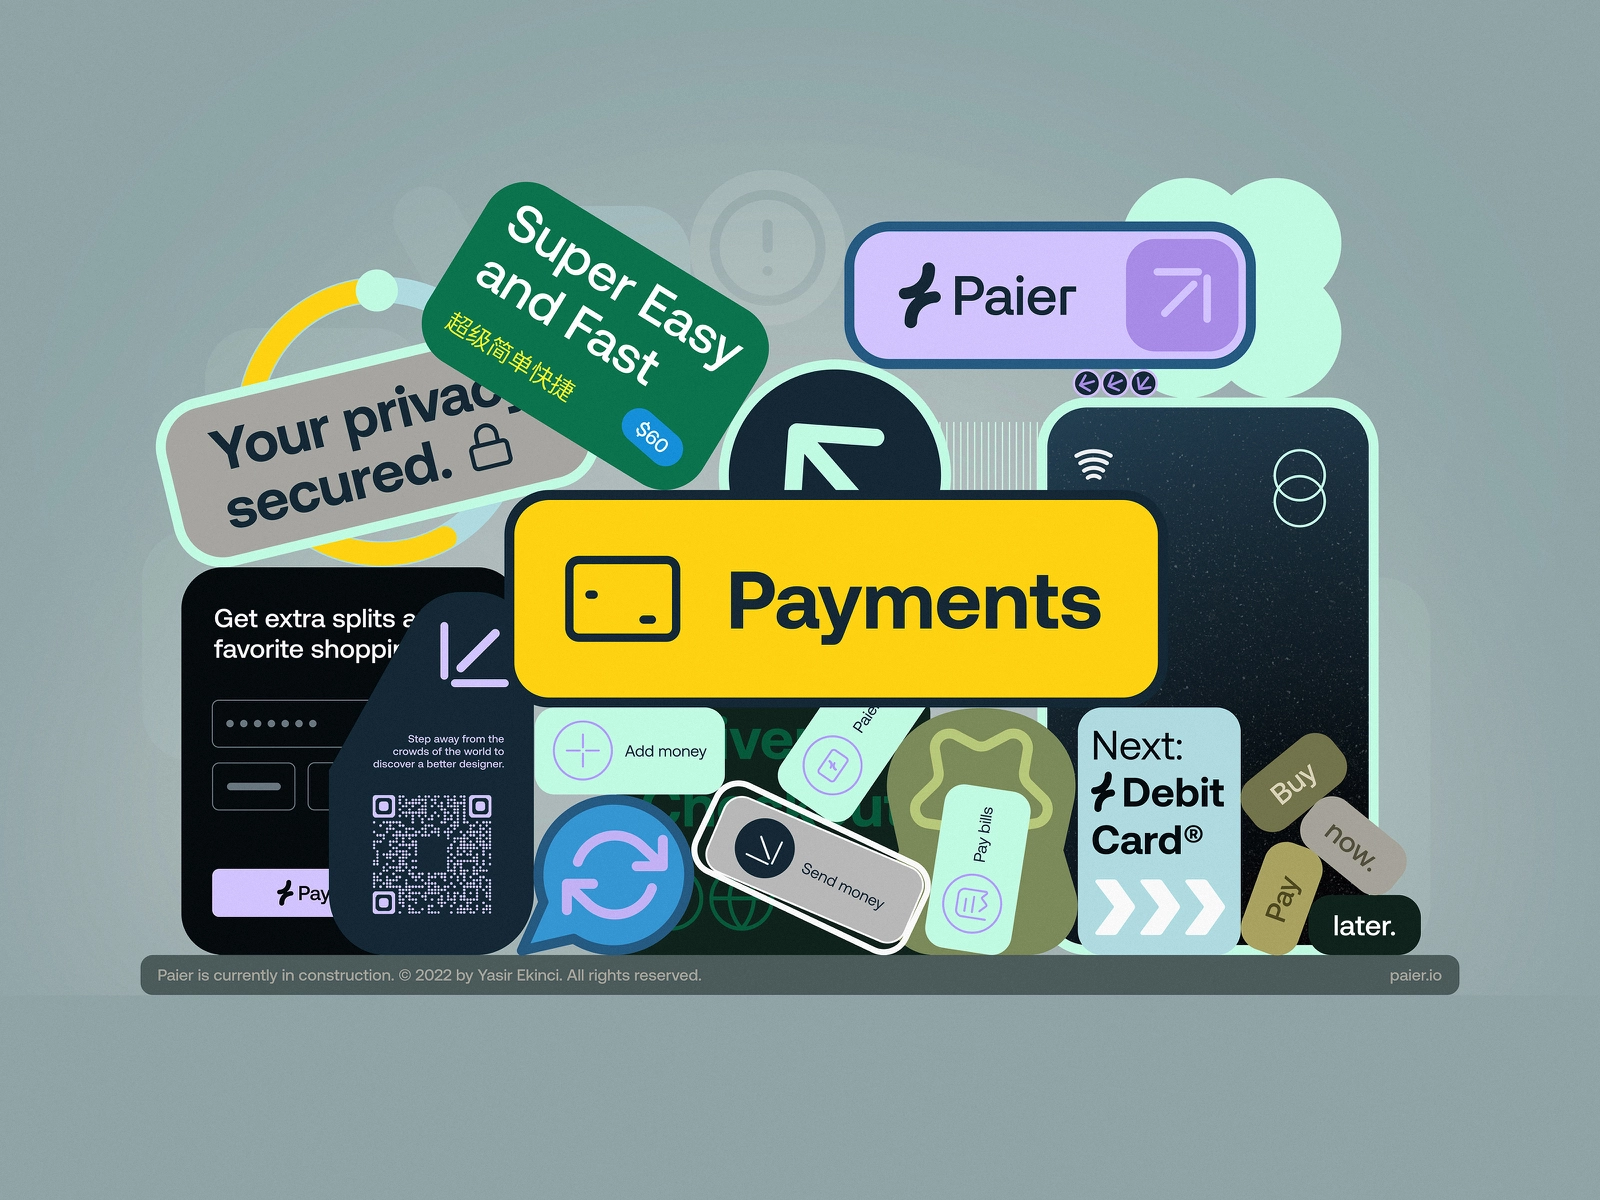 Super Easy
and Fast
超级简单快捷
$60
Paier
Your privacy
secured.
Payments
Get extra splits a
favorite shoppin
Pay
Step away from the
crowds of the world to
discover a better designer.
Add money
Paier
Send money
Pay bills
Next:
Debit
Card®
Buy
now.
Pay
later.
Paier is currently in construction. © 2022 by Yasir Ekinci. All rights reserved.
paier.io